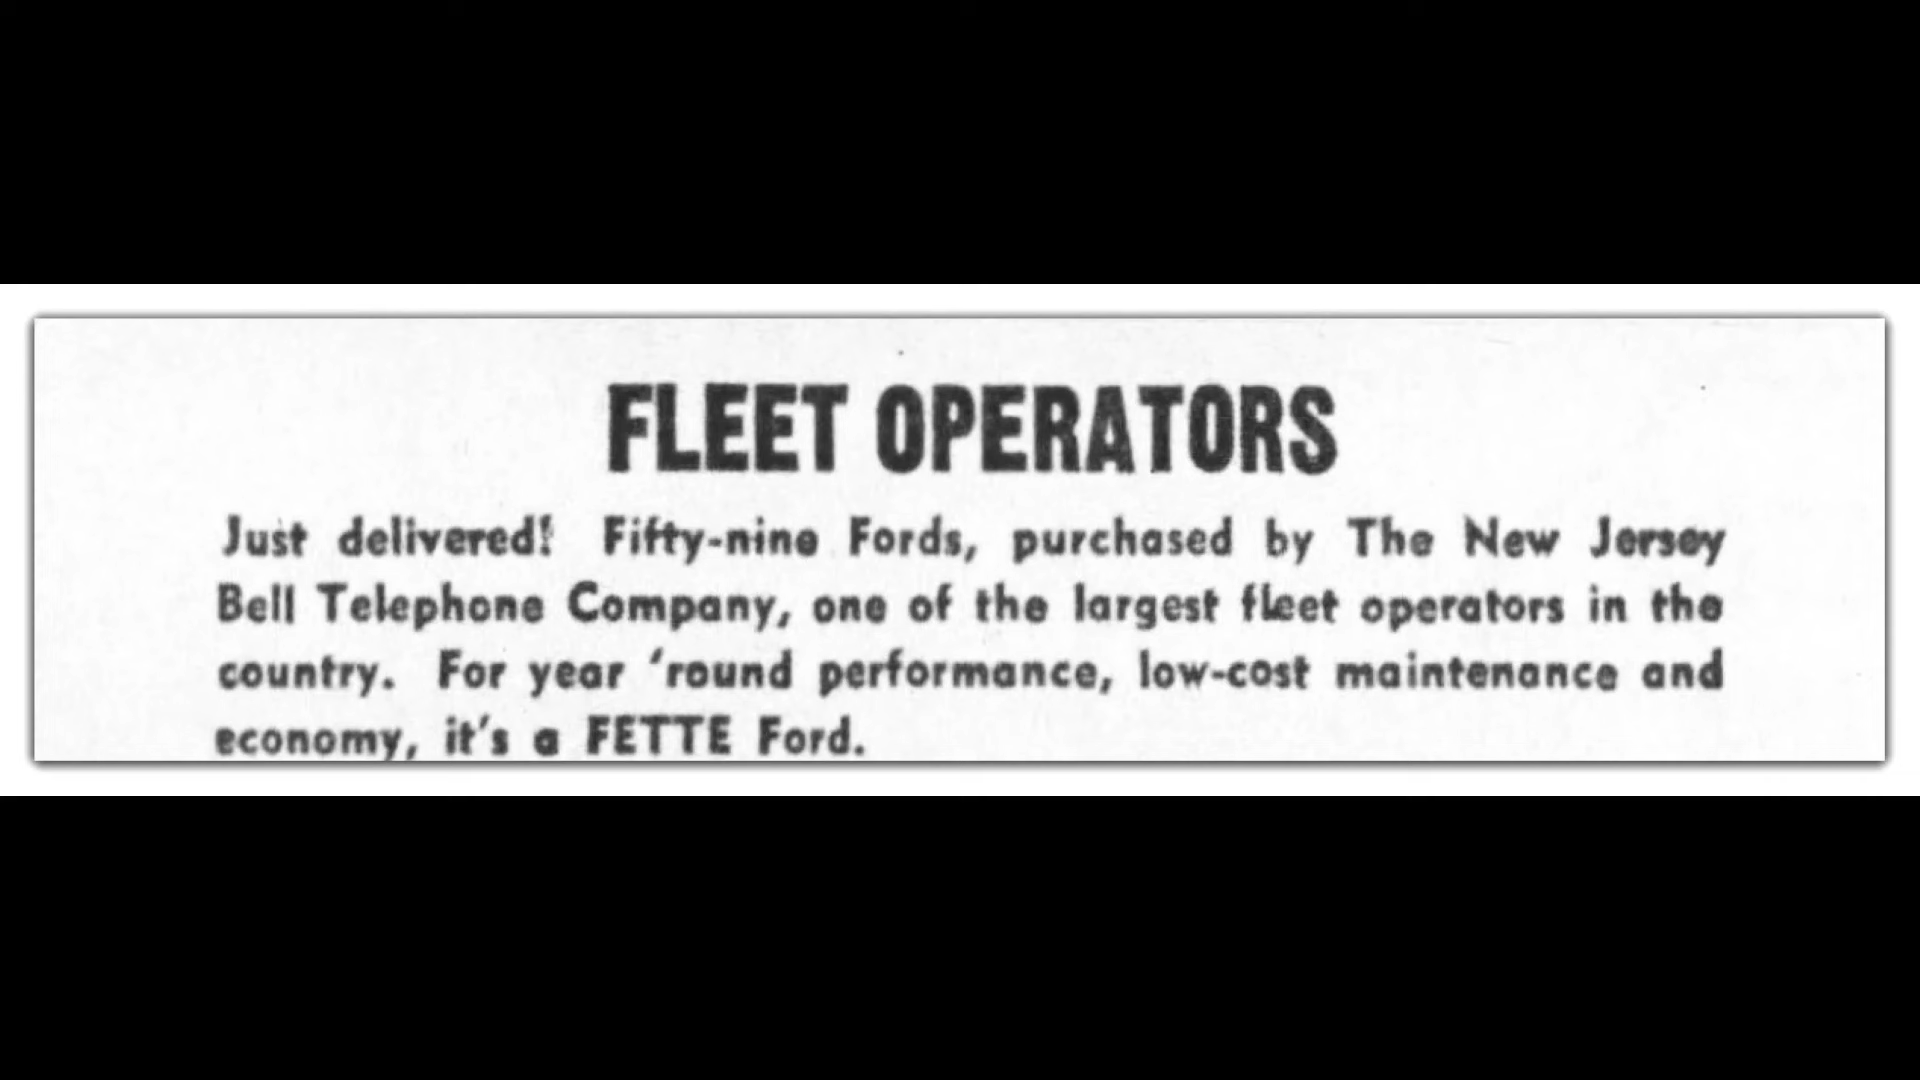 FLEET OPERATORS
Just delivered! Fifty-nine Fords, purchased by The New Jersey
Bell Telephone Company, one of the largest fleet operators in the
country. For year ‘round performance, low-cost maintenance and
economy, it’s a FETTE Ford.